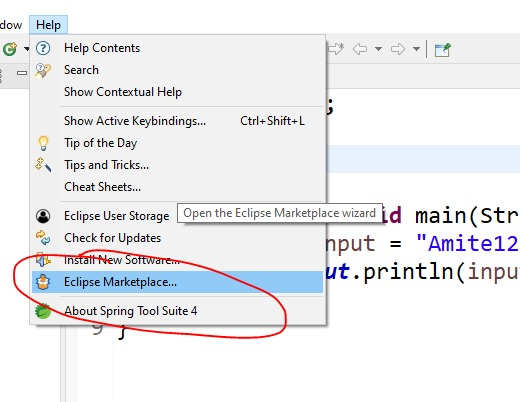 dow Help
Help Contents
Search
Show Contextual Help
Show Active Keybindings... Ctrl+Shift+L
Tip of the Day
Tips and Tricks...
Cheat Sheets...
Eclipse User Storage
Open the Eclipse Marketplace wizard
Check for Updates
Install New Software...
Eclipse Marketplace...
About Spring Tool Suite 4
;
id main(Str
input = "Amite12
ut.println(input
9 }